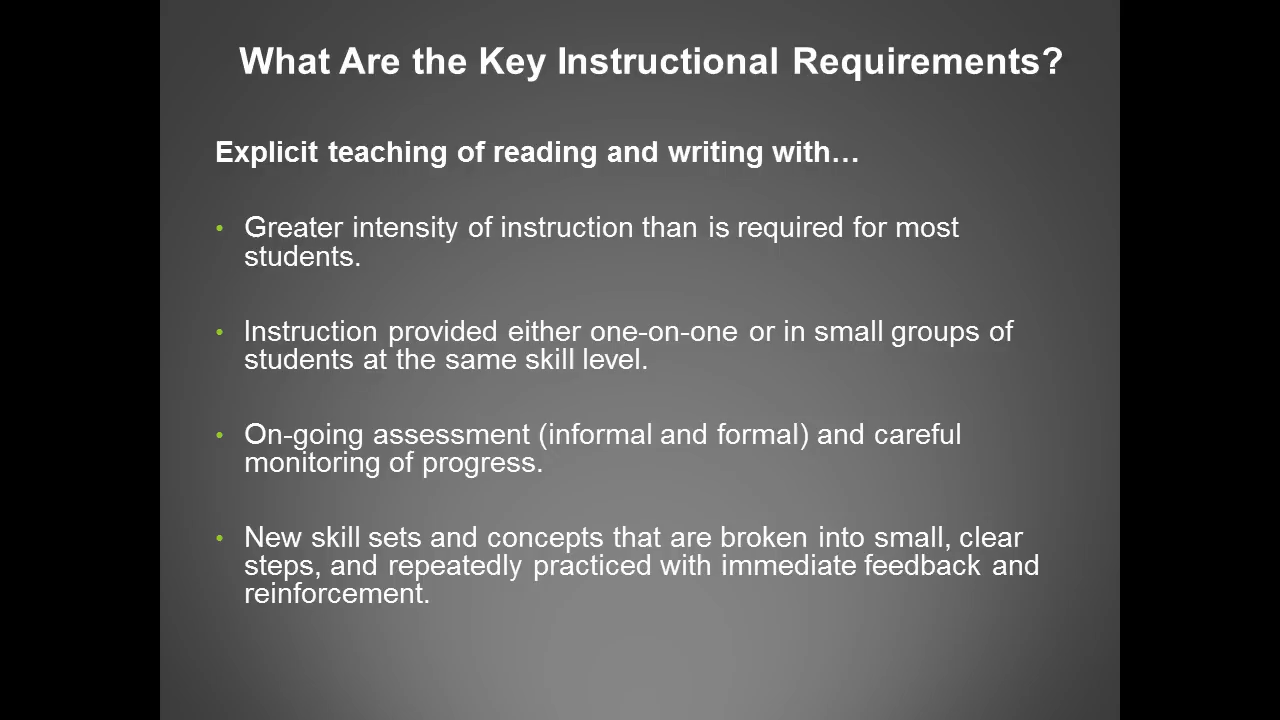 What Are the Key Instructional Requirements?
Explicit teaching of reading and writing with…
• Greater intensity of instruction than is required for most
students.
• Instruction provided either one-on-one or in small groups of
students at the same skill level.
• On-going assessment (informal and formal) and careful
monitoring of progress.
• New skill sets and concepts that are broken into small, clear
steps, and repeatedly practiced with immediate feedback and
reinforcement.